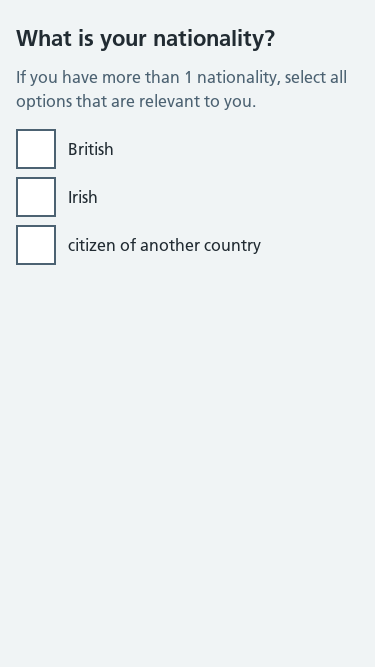 What is your nationality?
If you have more than 1 nationality, select all
options that are relevant to you.
British
Irish
citizen of another country